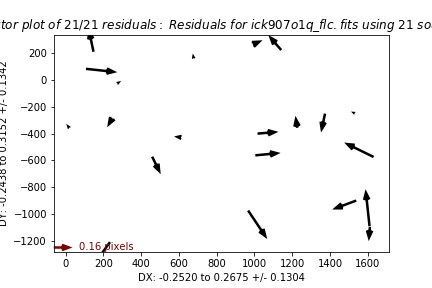 tor plot of 21/21 residuals : Residuals for ick907o1q_flc. fits using 21 so
DY: -0.2438 to 0.3152 +/- 0.1342
200
0
−200
−400
−600
−800
−1000
−1200
0.16 pixels
0 200 400 600 800 1000 1200 1400 1600
DX: -0.2520 to 0.2675 +/- 0.1304